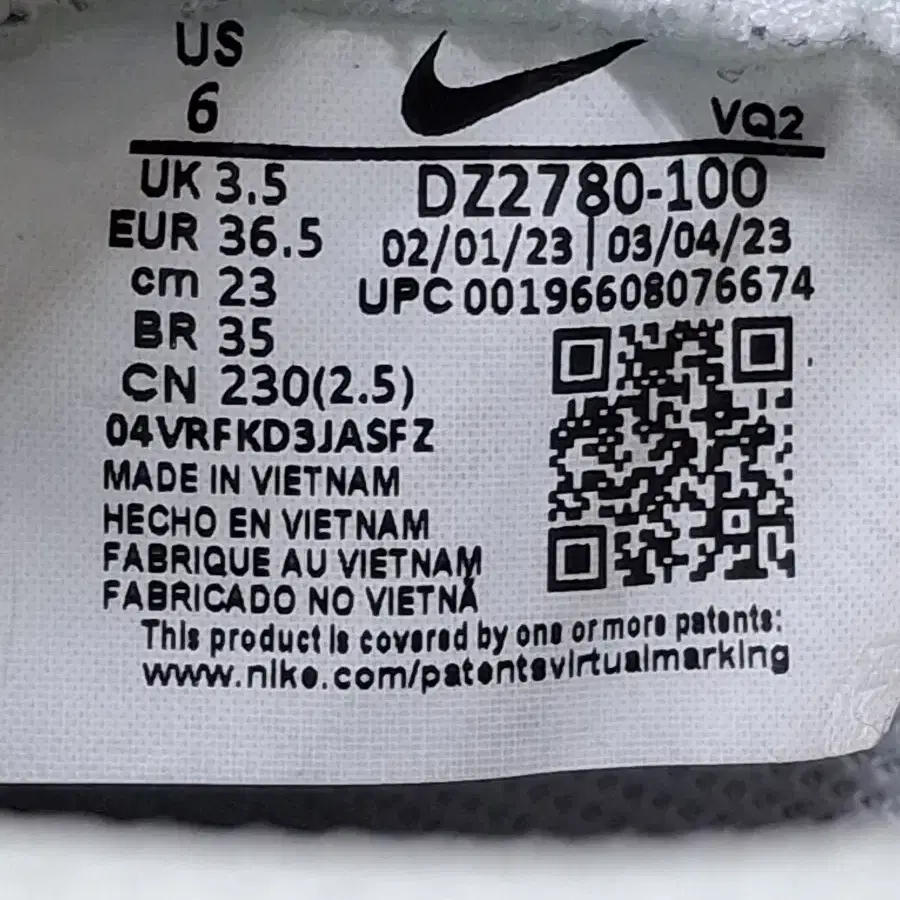 US
6
VQ2
UK 3.5
EUR 36.5
cm 23
BR 35
CN 230(2.5)
DZ2780-100
02/01/23 | 03/04/23
UPC 00196608076674
04VRFKD3JASFZ
MADE IN VIETNAM
HECHO EN VIETNAM
FABRIQUE AU VIETNAM
FABRICADO NO VIETNÃ
This product is covered by one or more patents:
www.nike.com/patentsvirtualmarking